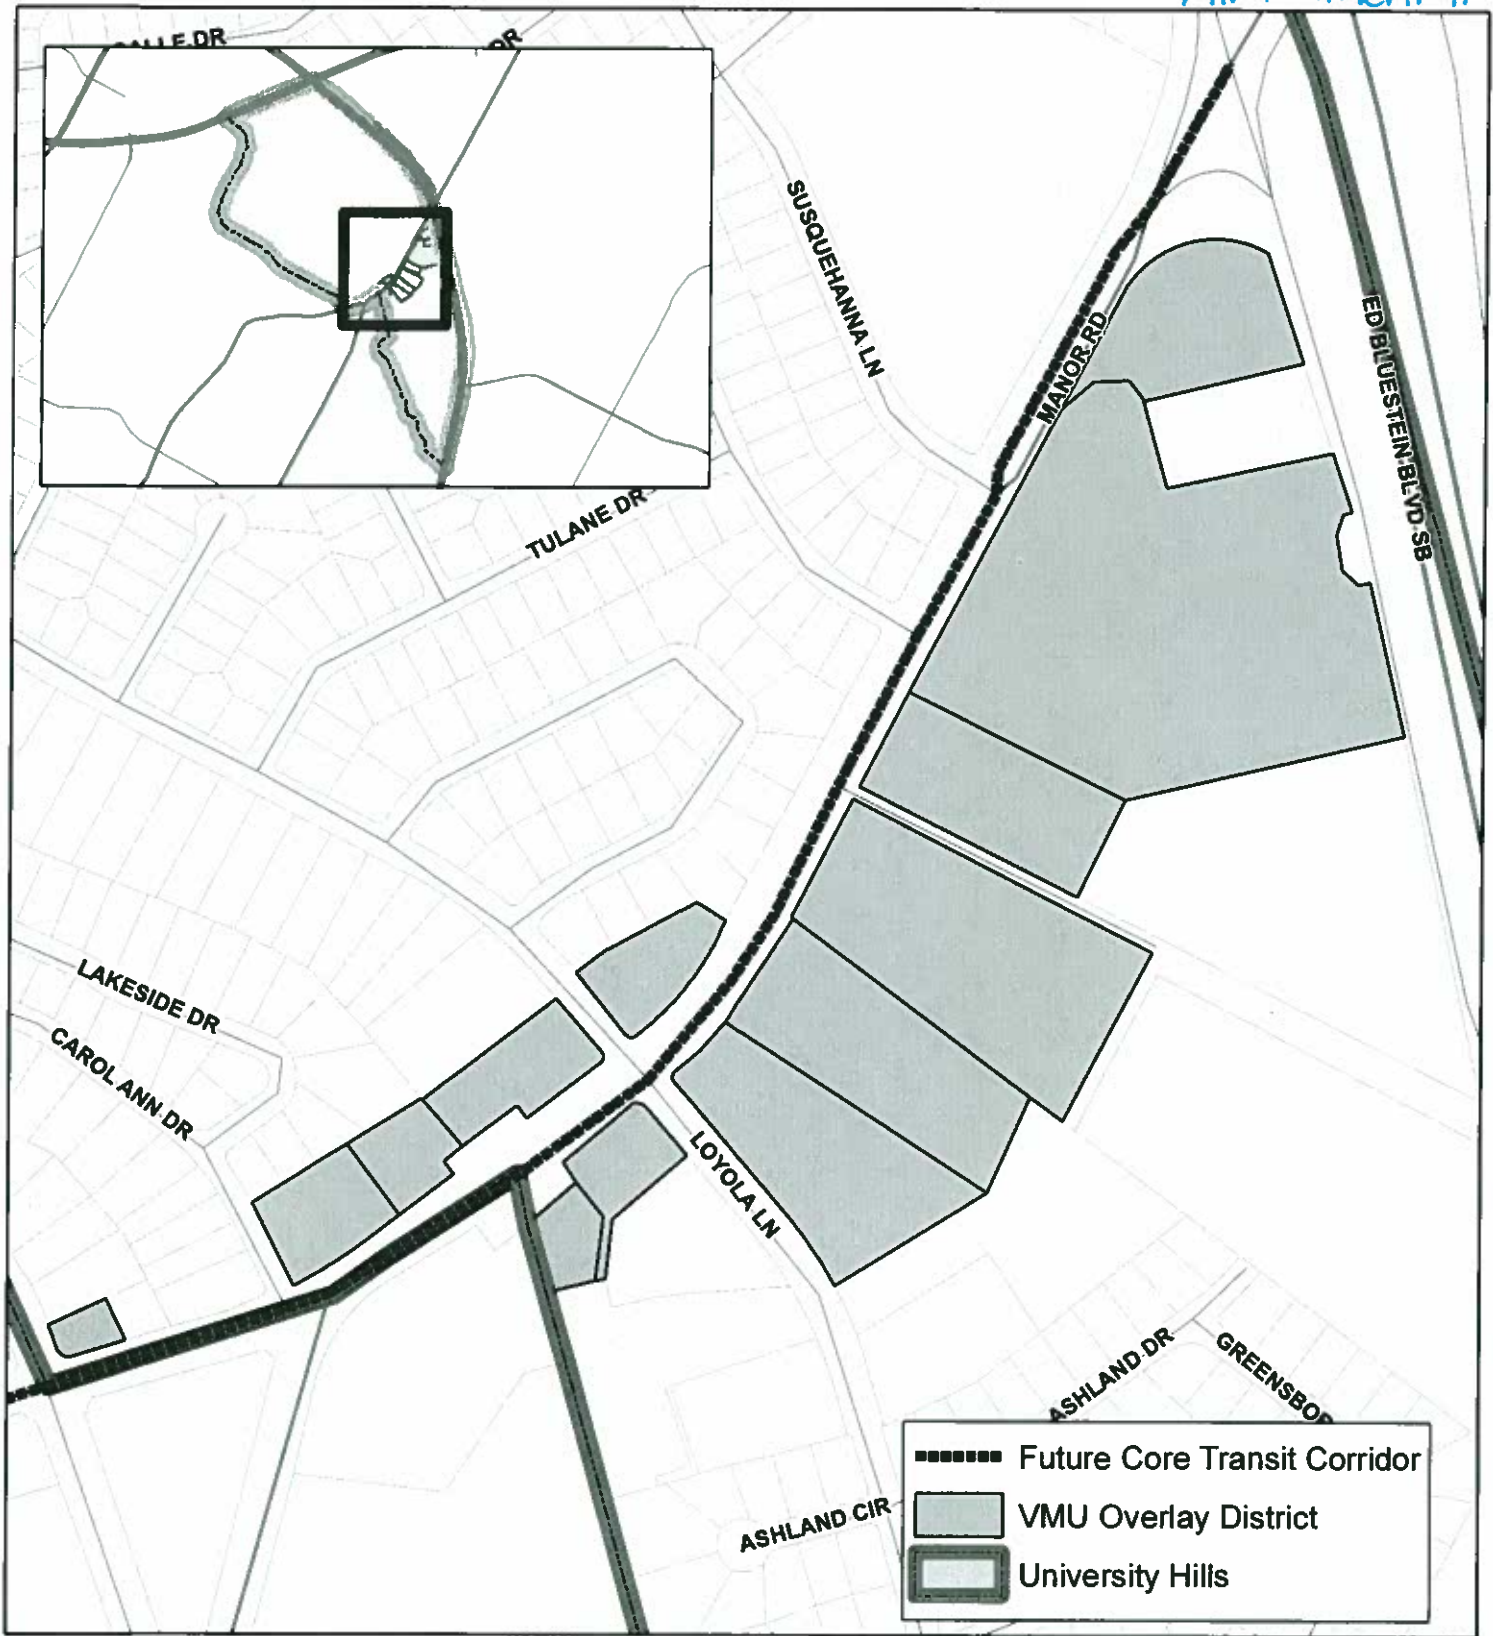 SUSQUEHANNA LN
MANOR RD
ED BLUESTEIN BLVD SB
TULANE DR
LAKESIDE DR
CAROL ANN DR
LOYOLA LN
ASHLAND DR
ASHLAND CIR
Future Core Transit Corridor
VMU Overlay District
University Hills